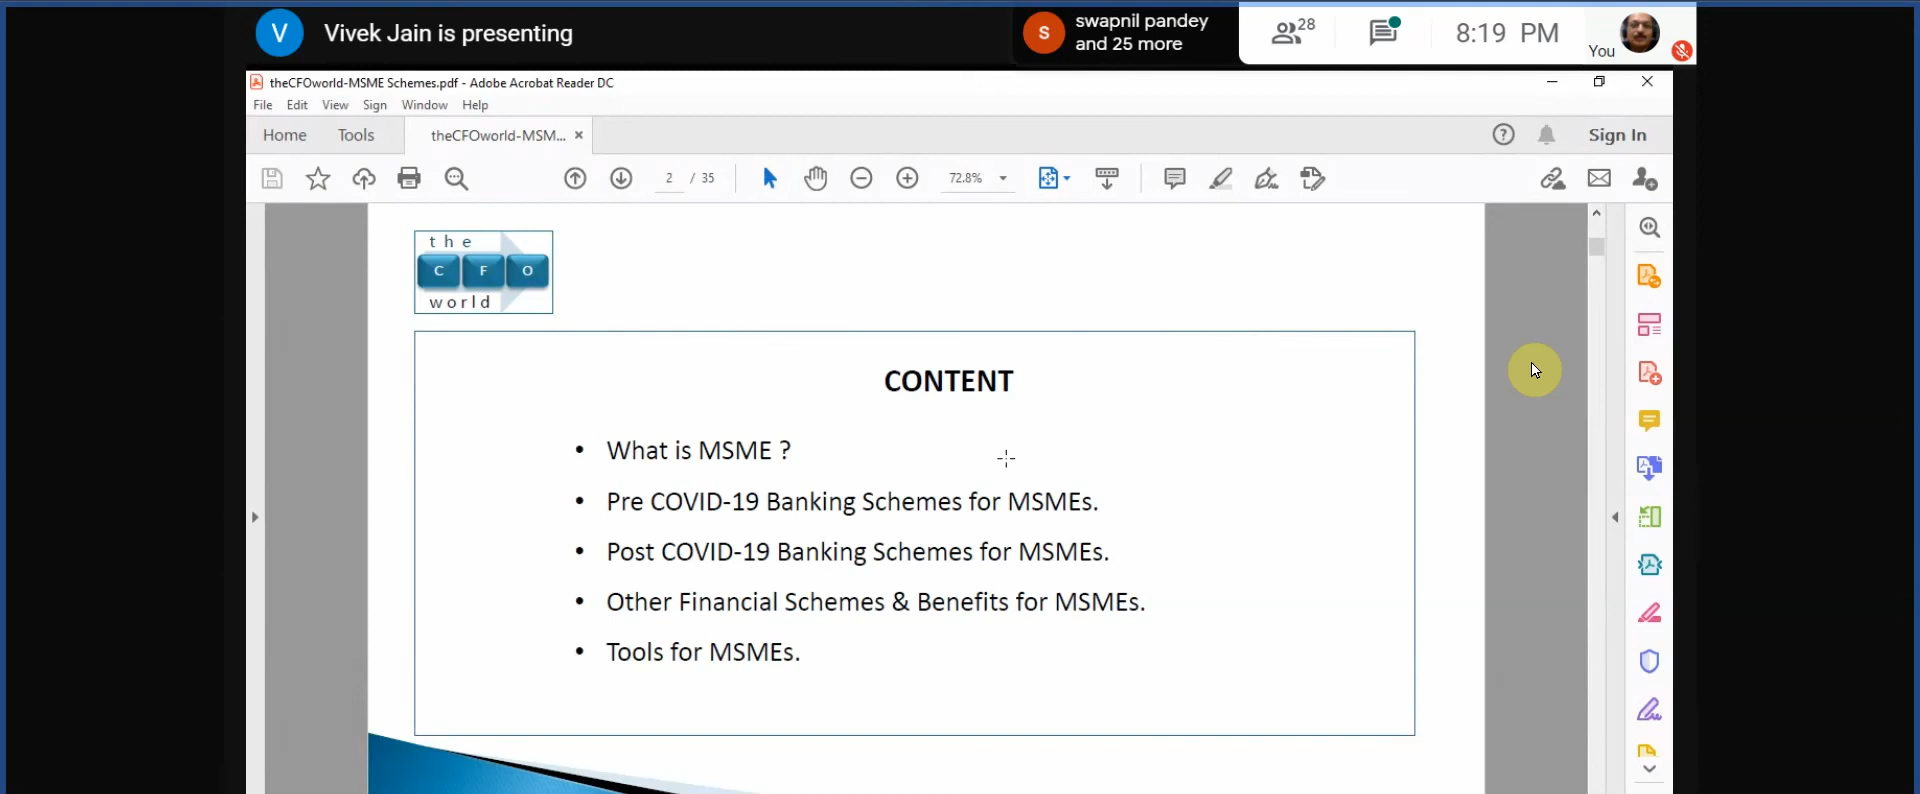 V Vivek Jain is presenting
S swapnil pandey
and 25 more
28
8:19 PM
You
theCFOworld-MSME Schemes.pdf - Adobe Acrobat Reader DC
File Edit View Sign Window Help
Home Tools theCFOworld-MSM... × Sign In
2 / 35 72.8%
the
C F O
world
CONTENT
• What is MSME ?
• Pre COVID-19 Banking Schemes for MSMEs.
• Post COVID-19 Banking Schemes for MSMEs.
• Other Financial Schemes & Benefits for MSMEs.
• Tools for MSMEs.